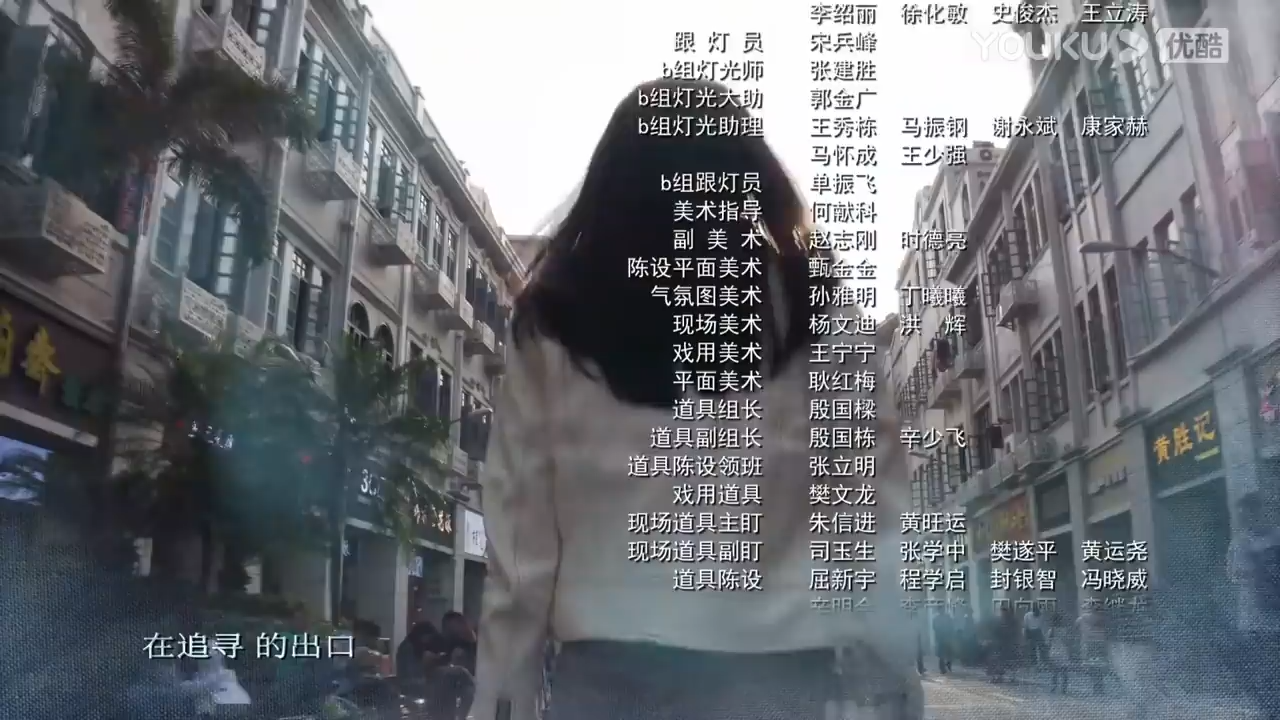 李绍丽 徐化敏 史俊杰 王立涛
YOUKU 优酷
跟 灯 员 宋兵峰
b组灯光师 张建胜
b组灯光大助 郭金广
b组灯光助理 王秀栋 马振钢 谢永斌 康家赫
马怀成 王少强
b组跟灯员 单振飞
美术指导 何献科
副 美 术 赵志刚 时德亮
陈设平面美术 甄金金
气氛图美术 孙雅明 丁曦曦
现场美术 杨文迪 洪 辉
戏用美术 王宁宁
平面美术 耿红梅
道具组长 殷国樑
道具副组长 殷国栋 辛少飞
道具陈设领班 张立明
戏用道具 樊文龙
现场道具主盯 朱信进 黄旺运
现场道具副盯 司玉生 张学中 樊遂平 黄运尧
道具陈设 屈新宇 程学启 封银智 冯晓威
黄胜记
在追寻 的出口